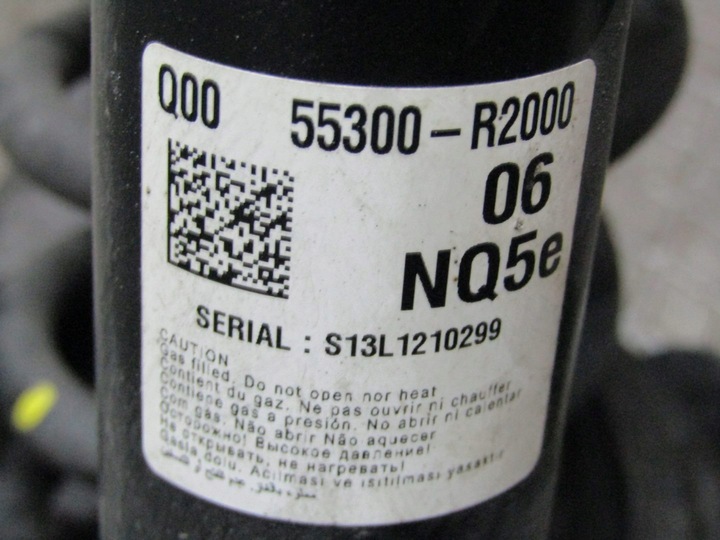 Q00 55300-R2000
06
NQ5e
SERIAL : S13L1210299
CAUTION
Gas filled. Do not open nor heat
Contient du gaz. Ne pas ouvrir ni chauffer
Contiene gas a presión. No abrir ni calentar
Com gás. Não abrir Não aquecer
Осторожно! Высокое давление!
Не открывать, не нагревать!
Gasla dolu. Açılması ve ısıtılması yasaktır